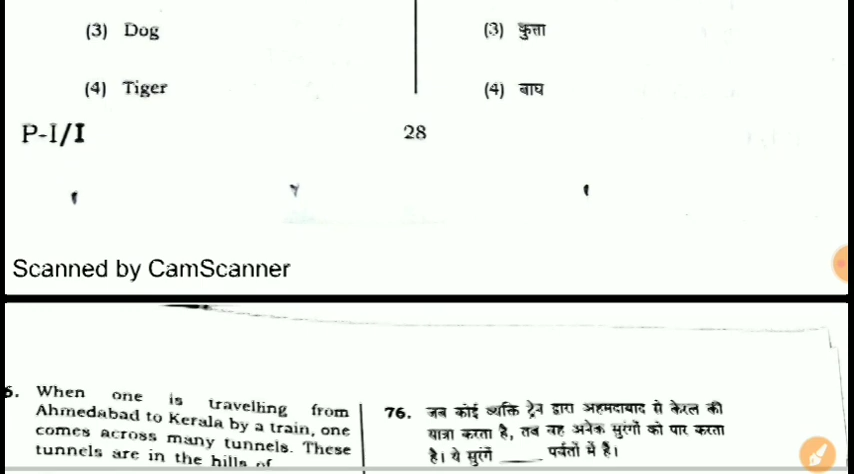 (3) Dog
(4) Tiger
(3) कुत्ता
(4) बाघ
P-I/I
28
Scanned by CamScanner
6. When one is travelling from
Ahmedabad to Kerala by a train, one
comes across many tunnels. These
tunnels are in the hills of
76. जब कोई व्यक्ति ट्रेन द्वारा अहमदाबाद से केरल की
यात्रा करता है, तब वह अनेक सुरंगों को पार करता
है। ये सुरंगें ____ पर्वतों में हैं।